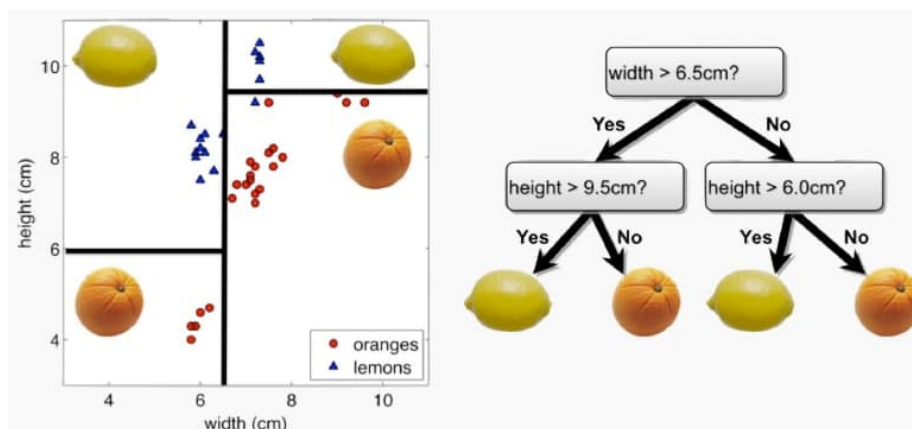 10
8
6
4
height (cm)
4
6
8
10
width (cm)
oranges
lemons
width > 6.5cm?
Yes
No
height > 9.5cm?
height > 6.0cm?
Yes
No
Yes
No